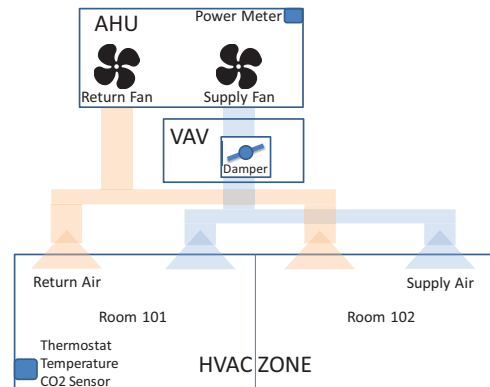 AHU
Power Meter
Return Fan
Supply Fan
VAV
Damper
Return Air
Supply Air
Room 101
Room 102
Thermostat
Temperature
CO2 Sensor
HVAC ZONE